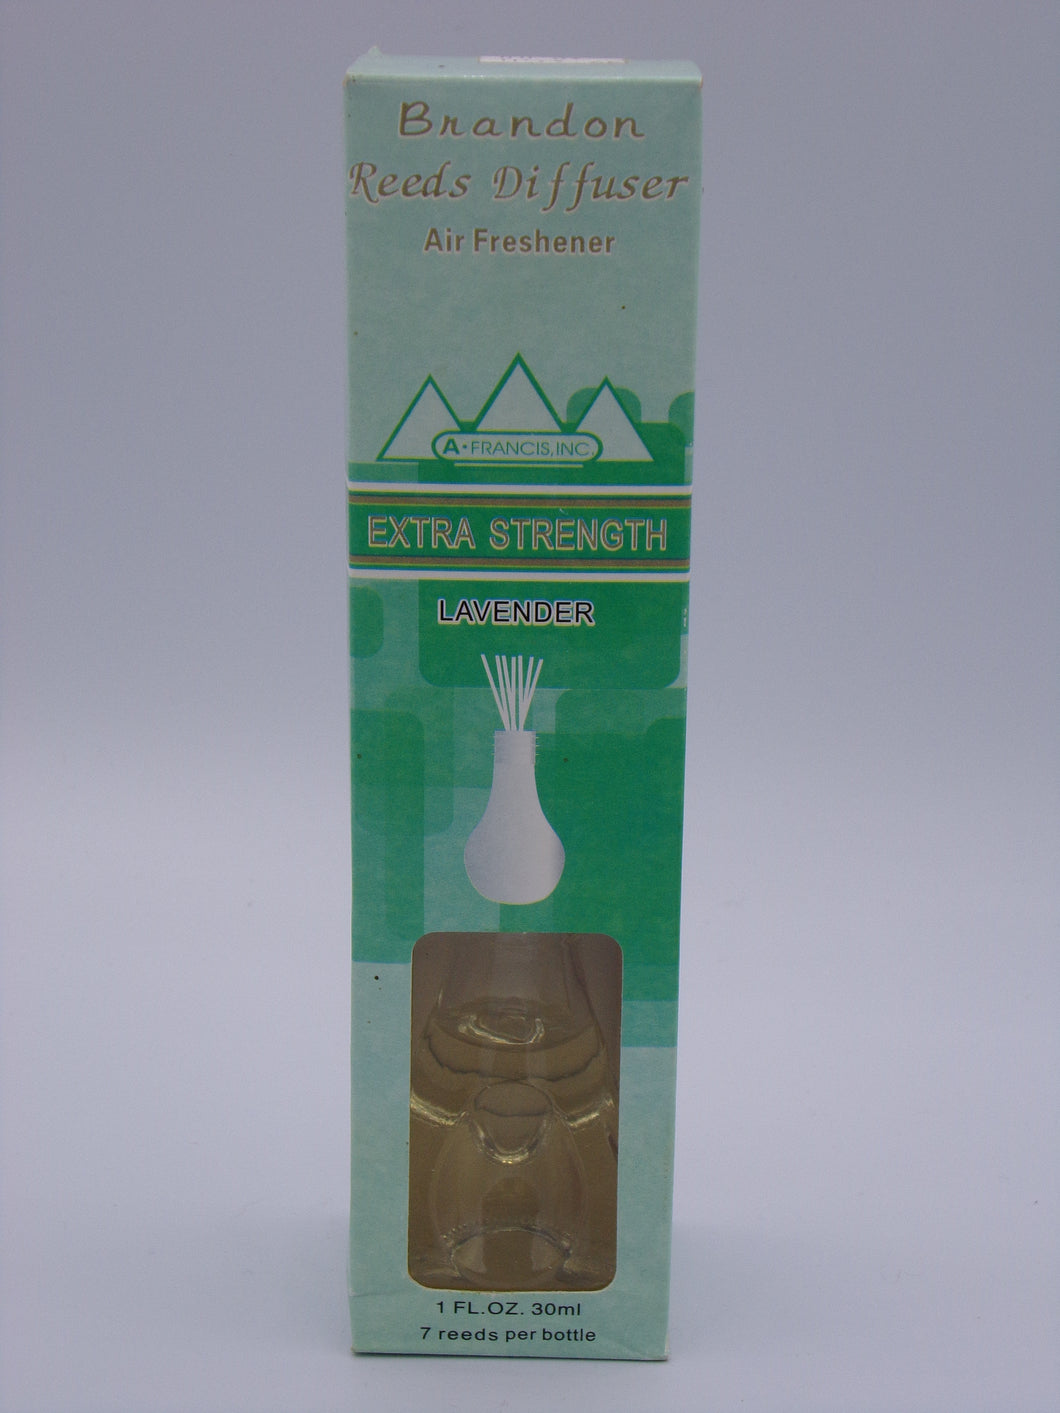 Brandon
Reeds Diffuser
Air Freshener
A • FRANCIS, INC.
EXTRA STRENGTH
LAVENDER
1 FL.OZ. 30ml
7 reeds per bottle